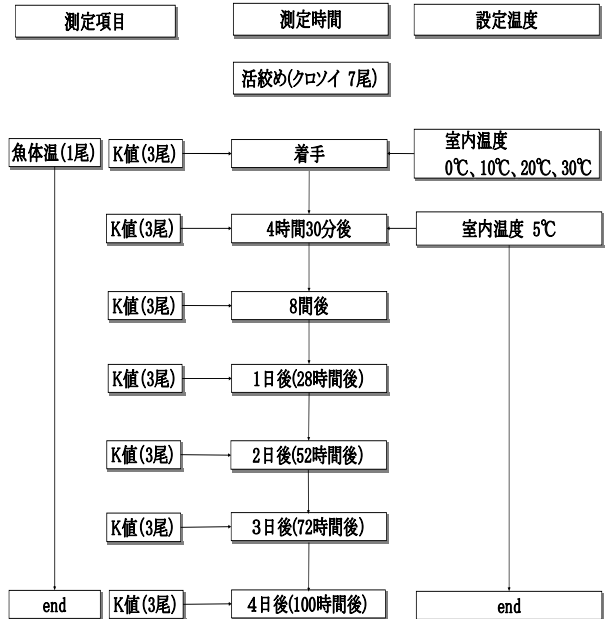 測定項目 測定時間 設定温度
活絞め(クロソイ 7尾)
魚体温(1尾) K値(3尾) 着手 室内温度
0℃、10℃、20℃、30℃
K値(3尾) 4時間30分後 室内温度 5℃
K値(3尾) 8間後
K値(3尾) 1日後(28時間後)
K値(3尾) 2日後(52時間後)
K値(3尾) 3日後(72時間後)
end K値(3尾) 4日後(100時間後) end